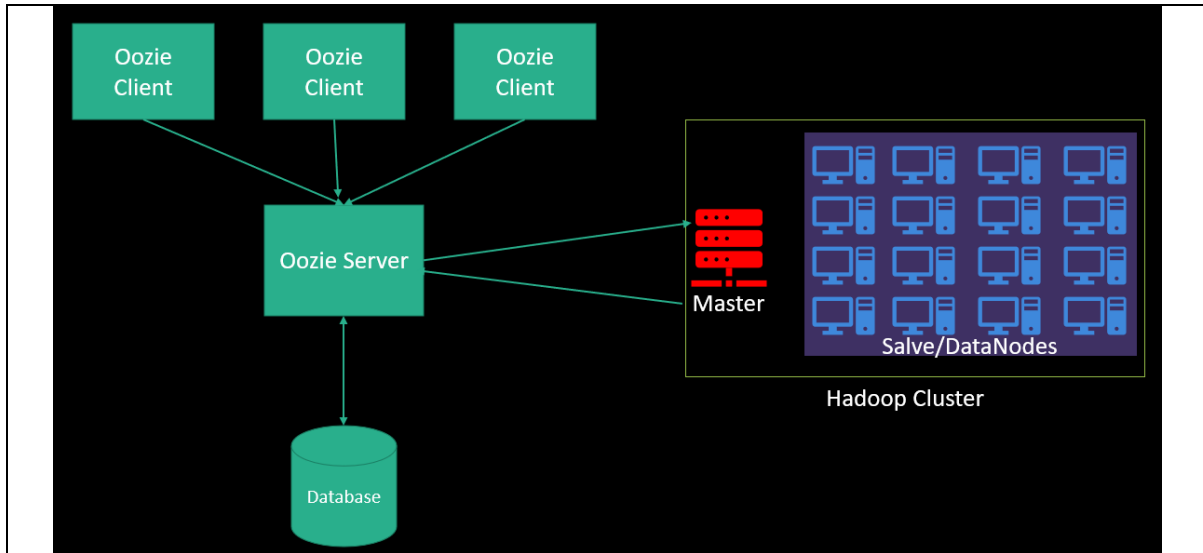 Oozie
Client
Oozie
Client
Oozie
Client
Oozie Server
Master
Salve/DataNodes
Hadoop Cluster
Database